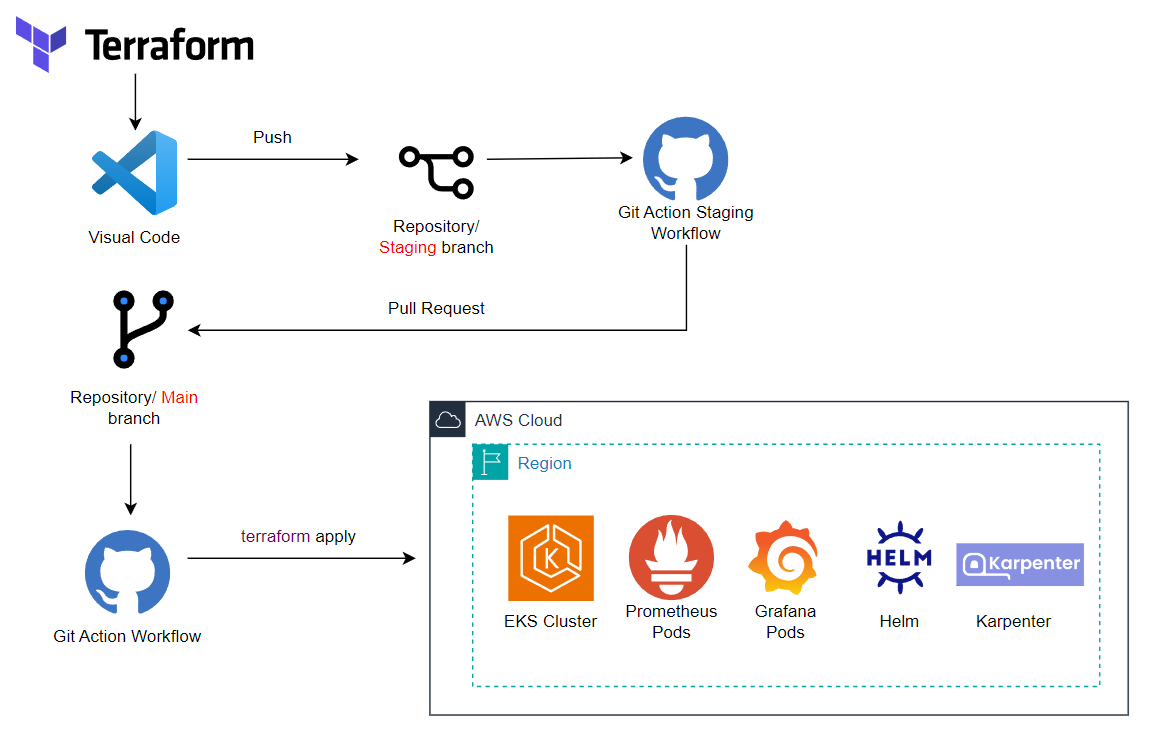 Terraform
Push
Visual Code
Repository/
Staging branch
Git Action Staging
Workflow
Pull Request
Repository/ Main
branch
AWS Cloud
Region
terraform apply
Git Action Workflow
K
EKS Cluster
Prometheus
Pods
Grafana
Pods
HELM
Helm
Karpenter
Karpenter